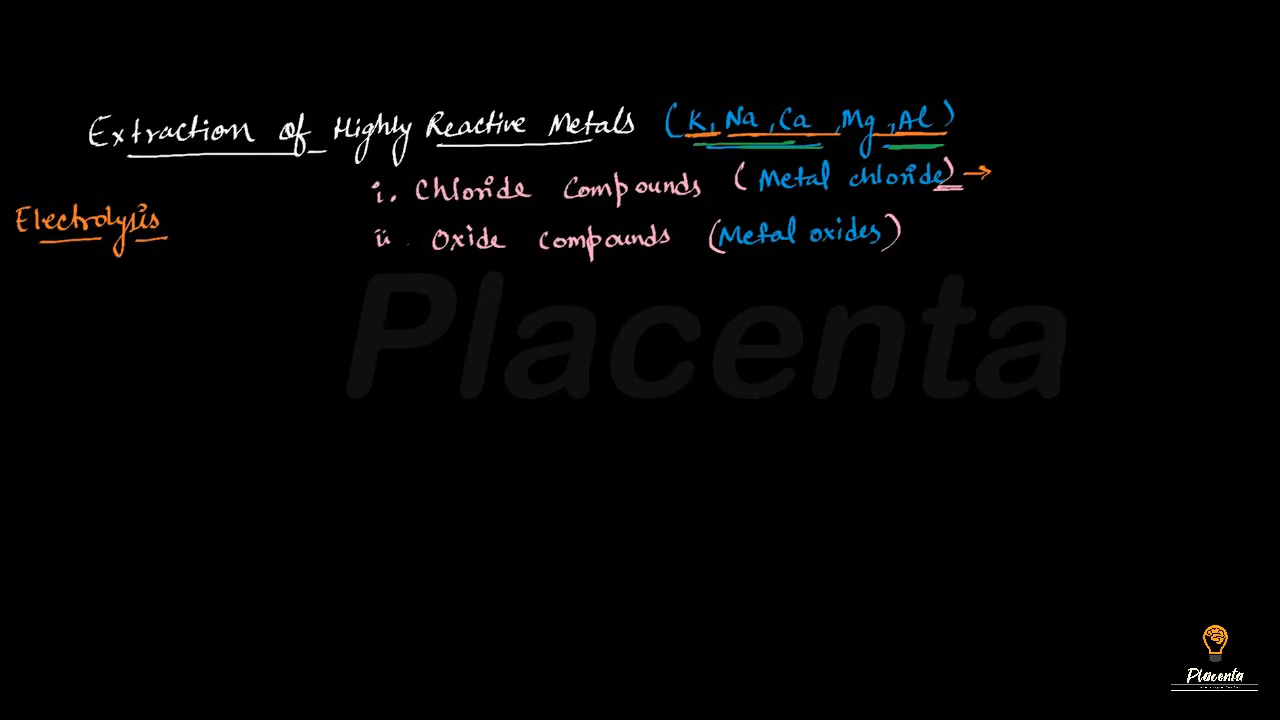 Extraction of Highly Reactive Metals (K, Na, Ca, Mg, Al)
i. Chloride Compounds (Metal chloride) →
Electrolysis
ii. Oxide compounds (Metal oxides)
Placenta
Placenta